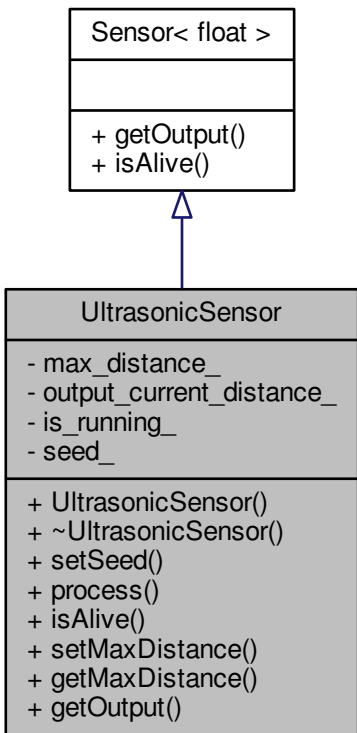 Sensor< float >
+ getOutput()
+ isAlive()
UltrasonicSensor
- max_distance_
- output_current_distance_
- is_running_
- seed_
+ UltrasonicSensor()
+ ~UltrasonicSensor()
+ setSeed()
+ process()
+ isAlive()
+ setMaxDistance()
+ getMaxDistance()
+ getOutput()